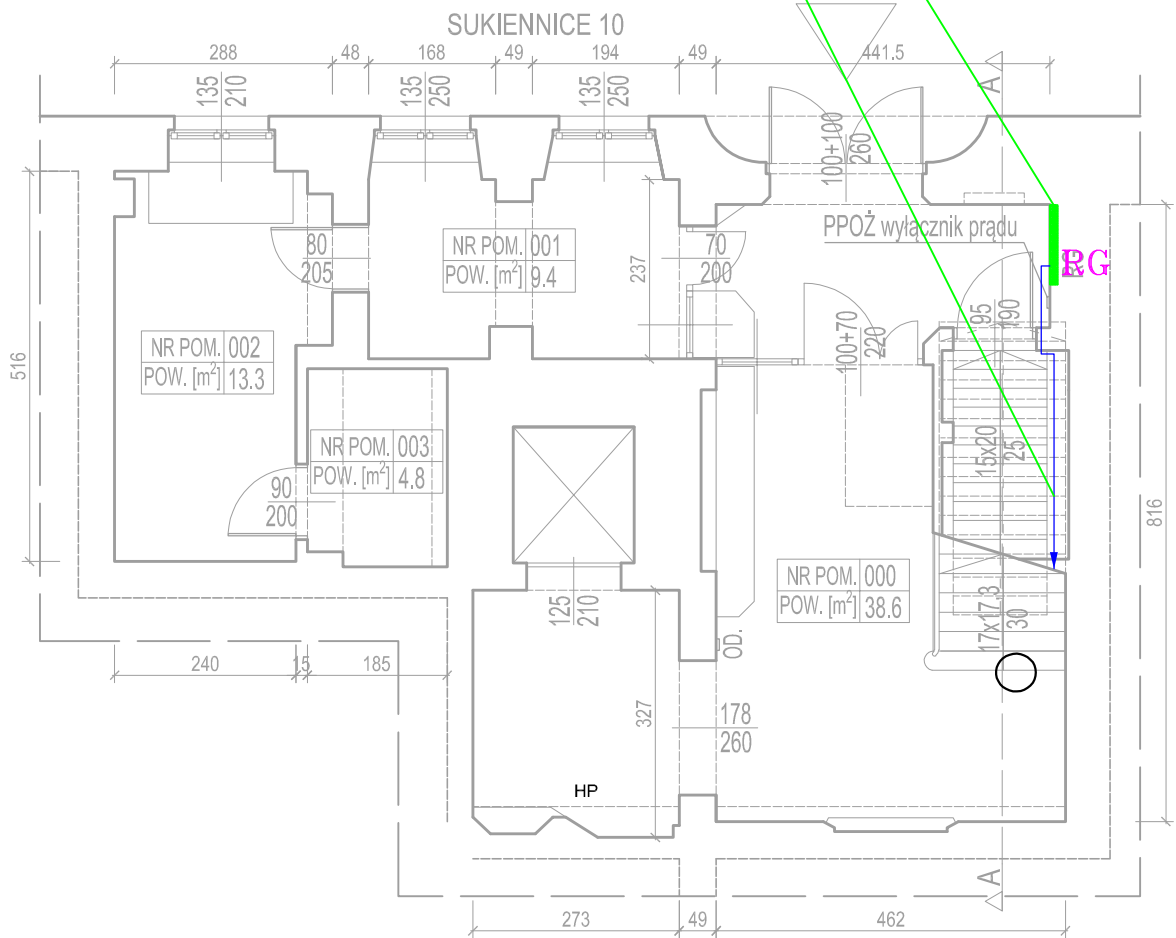 SUKIENNICE 10
288
48
168
49
194
49
441.5
135
210
135
250
135
250
A
100+100
260
PPOŻ wyłącznik prądu
80
205
NR POM. 001
POW. [m²] 9.4
237
70
200
RG
95
190
100+70
220
516
NR POM. 002
POW. [m²] 13.3
NR POM. 003
POW. [m²] 4.8
15x20
25
90
200
816
125
210
NR POM. 000
POW. [m²] 38.6
17x17.3
30
OD.
240
15
185
327
178
260
HP
A
273
49
462